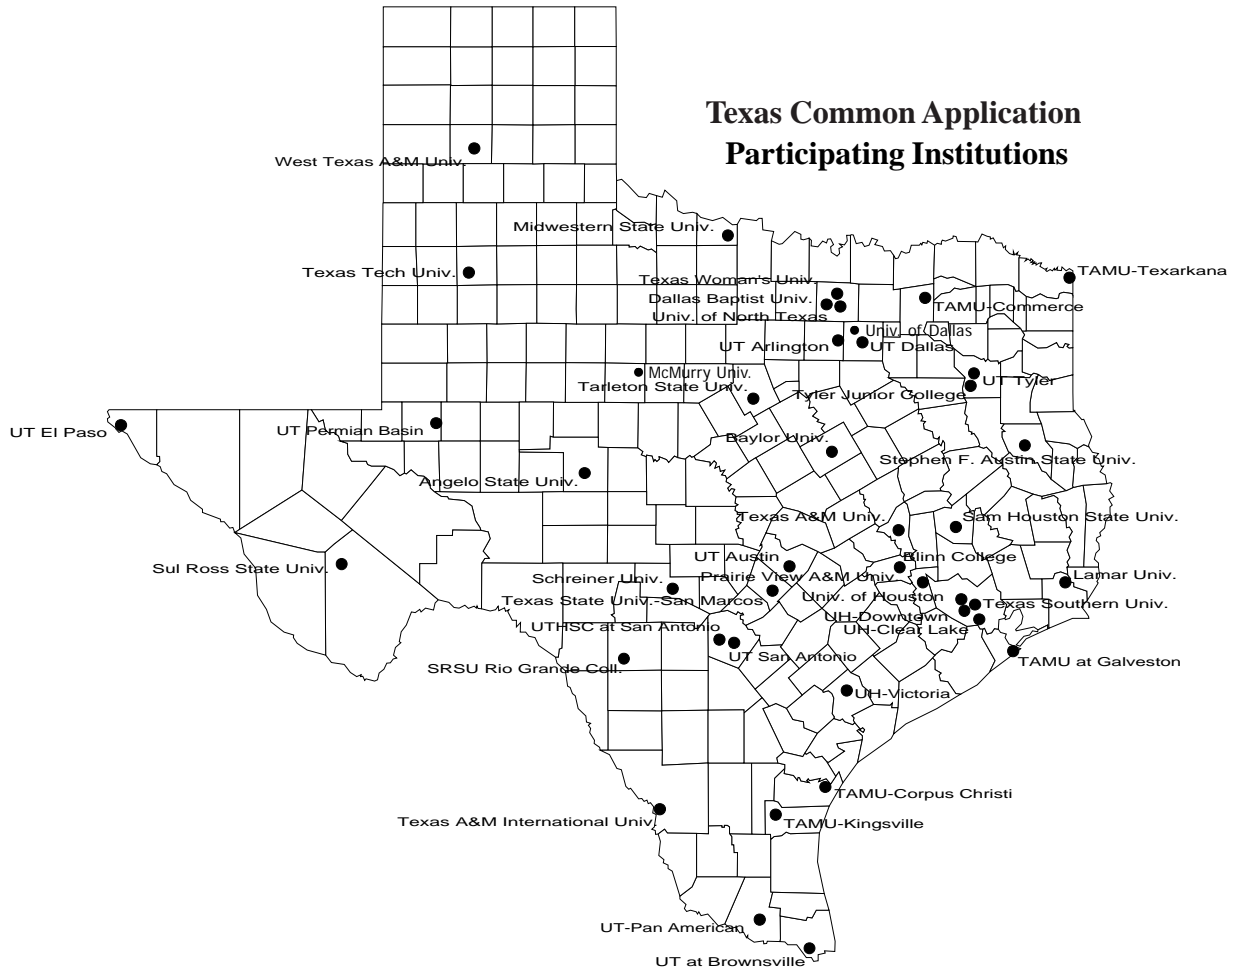 Texas Common Application
Participating Institutions
West Texas A&M Univ.
Midwestern State Univ.
Texas Tech Univ.
TAMU-Texarkana
Texas Woman's Univ.
Dallas Baptist Univ.
TAMU-Commerce
Univ. of North Texas
Univ. of Dallas
UT Arlington
UT Dallas
McMurry Univ.
UT Tyler
Tarleton State Univ.
Tyler Junior College
UT Permian Basin
UT El Paso
Baylor Univ.
Stephen F. Austin State Univ.
Angelo State Univ.
Texas A&M Univ.
Sam Houston State Univ.
UT Austin
Blinn College
Sul Ross State Univ.
Schreiner Univ.
Prairie View A&M Univ.
Lamar Univ.
Texas State Univ.-San Marcos
Univ. of Houston
Texas Southern Univ.
UH-Downtown
UTHSC at San Antonio
UH-Clear Lake
UT San Antonio
TAMU at Galveston
SRSU Rio Grande Coll.
UH-Victoria
TAMU-Corpus Christi
Texas A&M International Univ.
TAMU-Kingsville
UT-Pan American
UT at Brownsville